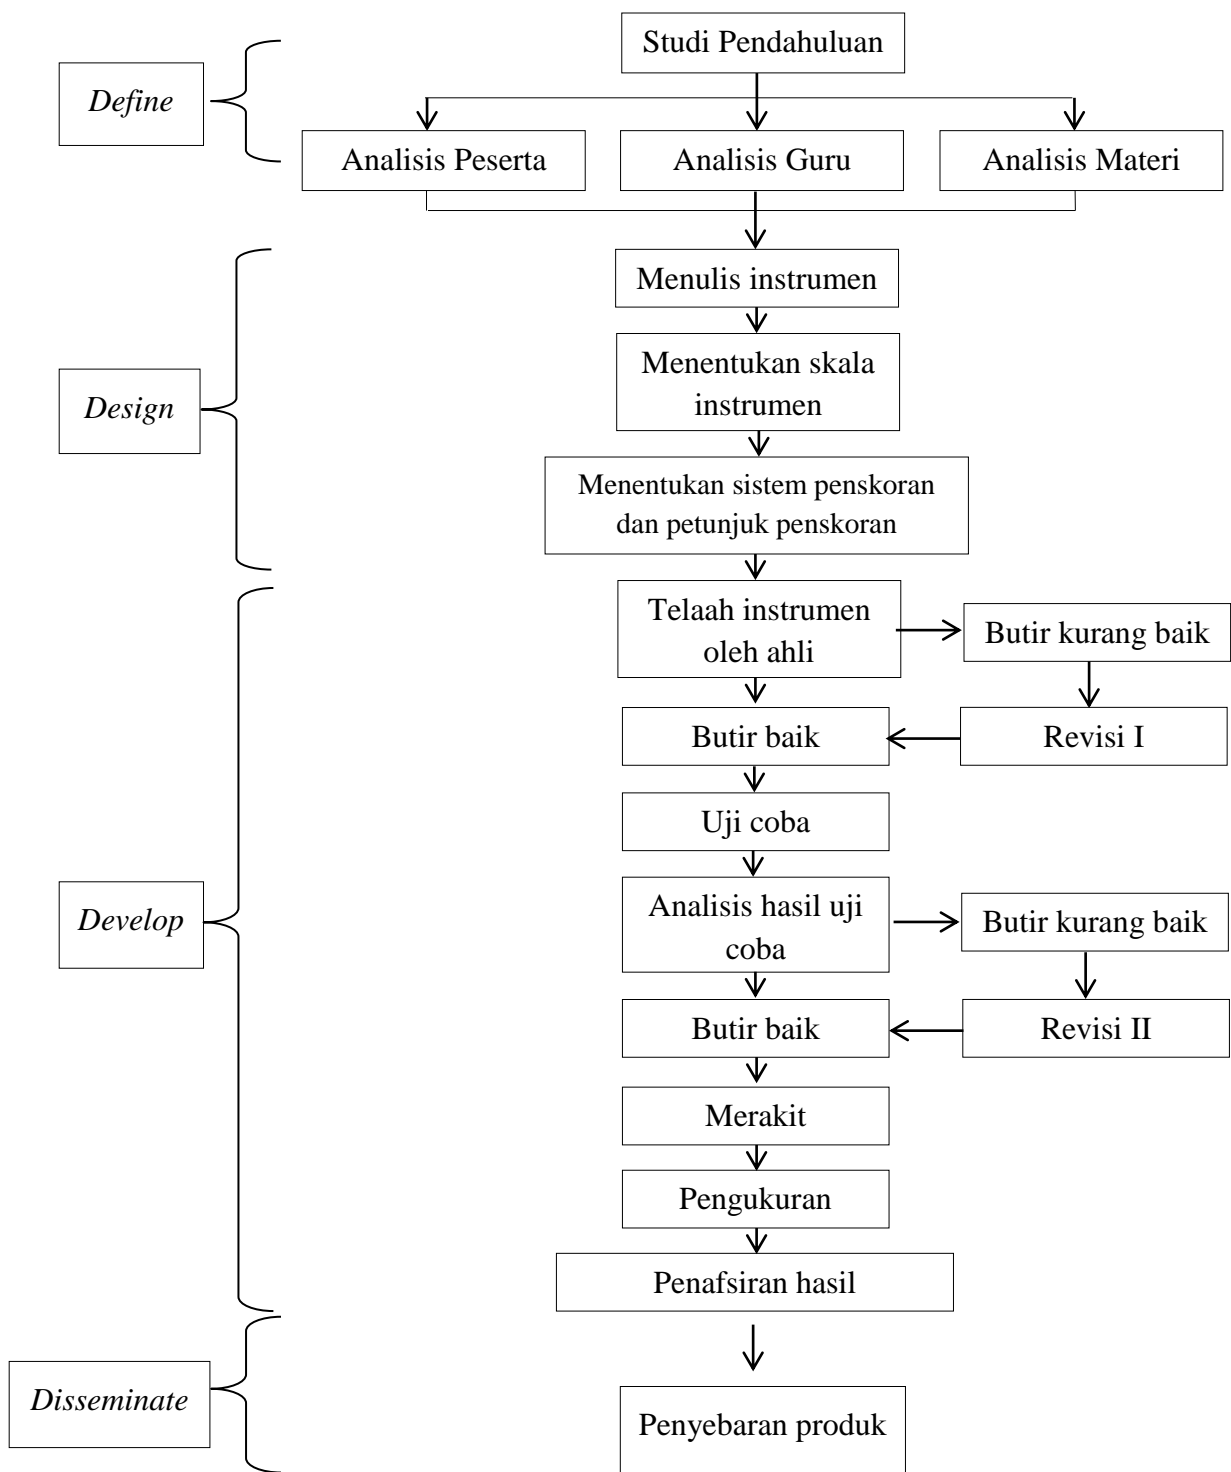 Studi Pendahuluan
Define
Analisis Peserta
Analisis Guru
Analisis Materi
Menulis instrumen
Menentukan skala
instrumen
Design
Menentukan sistem penskoran
dan petunjuk penskoran
Telaah instrumen
oleh ahli
Butir kurang baik
Butir baik
Revisi I
Uji coba
Develop
Analisis hasil uji
coba
Butir kurang baik
Butir baik
Revisi II
Merakit
Pengukuran
Penafsiran hasil
Disseminate
Penyebaran produk